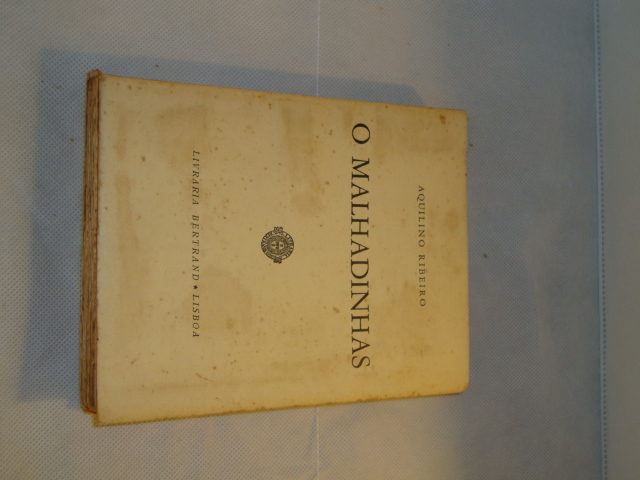 AQUILINO RIBEIRO
O MALHADINHAS
LIVRARIA BERTRAND • LISBOA